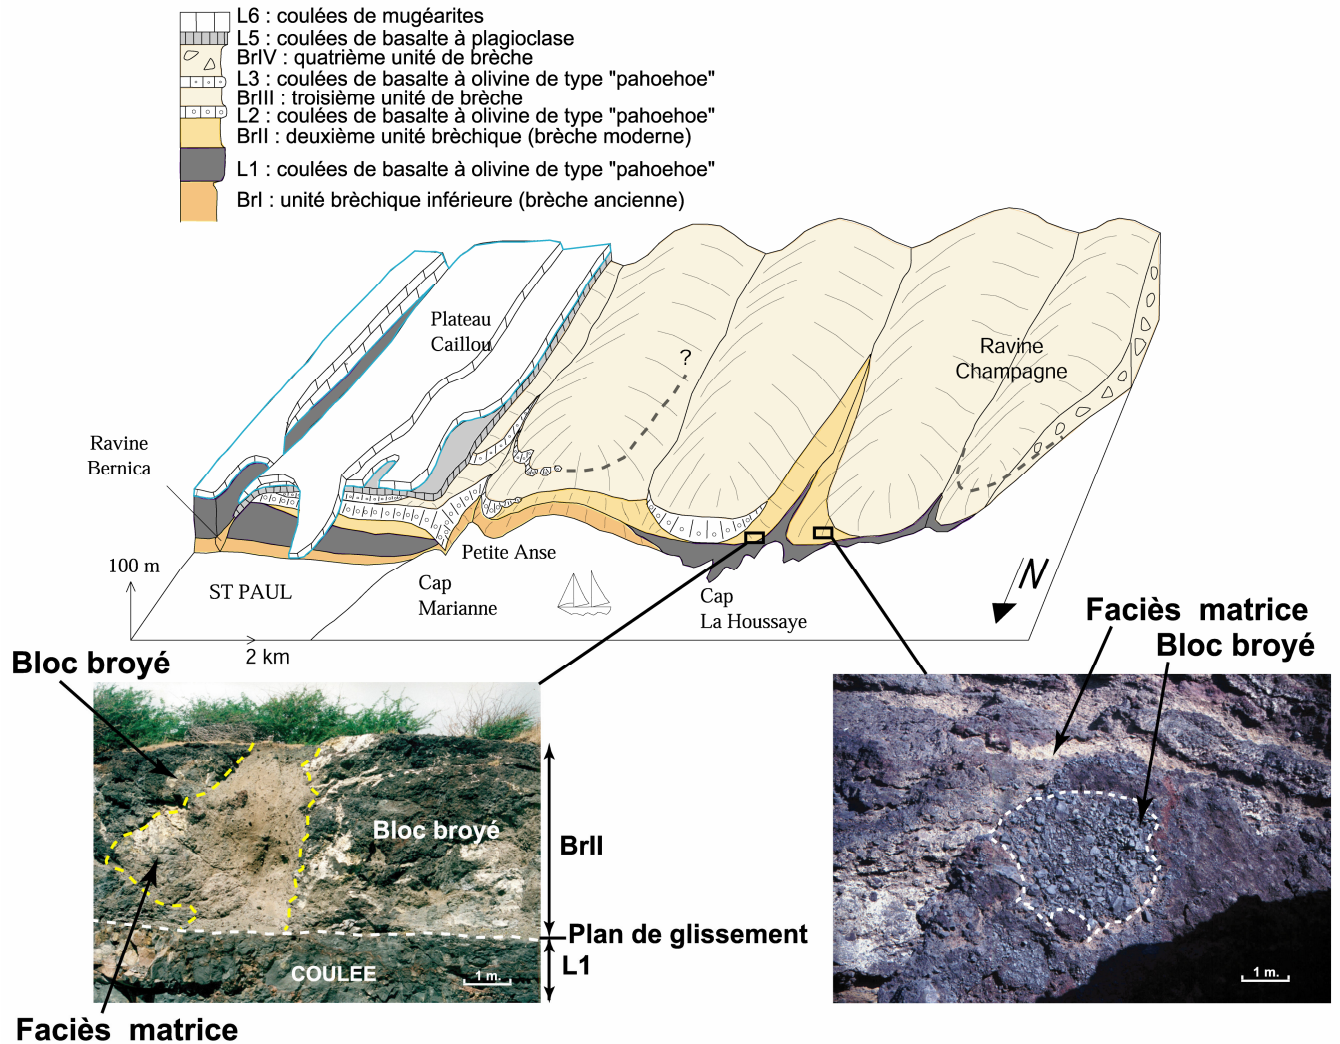 L6 : coulées de mugéarites
L5 : coulées de basalte à plagioclase
BrIV : quatrième unité de brèche
L3 : coulées de basalte à olivine de type "pahoehoe"
BrIII : troisième unité de brèche
L2 : coulées de basalte à olivine de type "pahoehoe"
BrII : deuxième unité brèchique (brèche moderne)
L1 : coulées de basalte à olivine de type "pahoehoe"
BrI : unité brèchique inférieure (brèche ancienne)
Plateau
Caillou
?
Ravine
Champagne
Ravine
Bernica
Petite Anse
100 m
ST PAUL
Cap
Marianne
Cap
La Houssaye
N
2 km
Faciès matrice
Bloc broyé
Bloc broyé
Bloc broyé
BrII
Plan de glissement
L1
COULEE
1 m.
1 m.
Faciès matrice